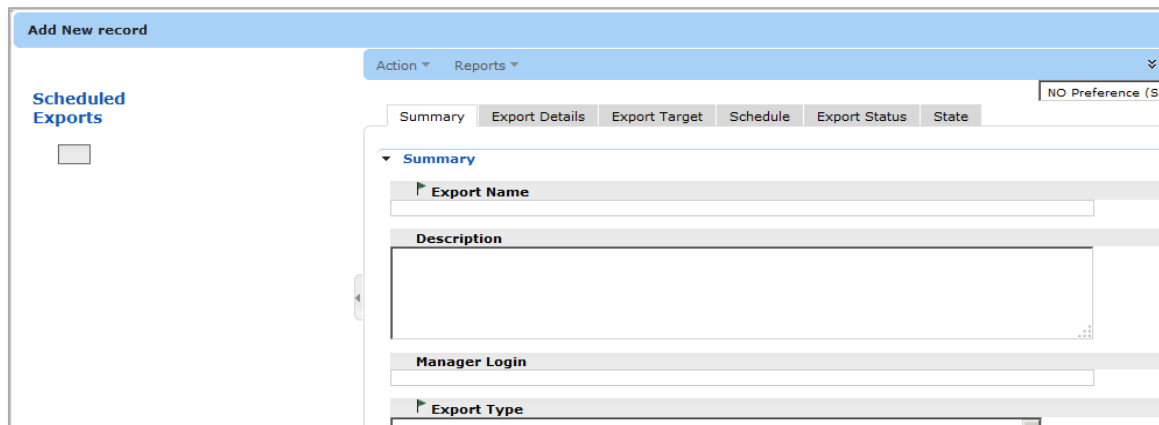 Add New record
Action Reports
NO Preference (S
Scheduled
Exports
Summary Export Details Export Target Schedule Export Status State
Summary
Export Name
Description
Manager Login
Export Type